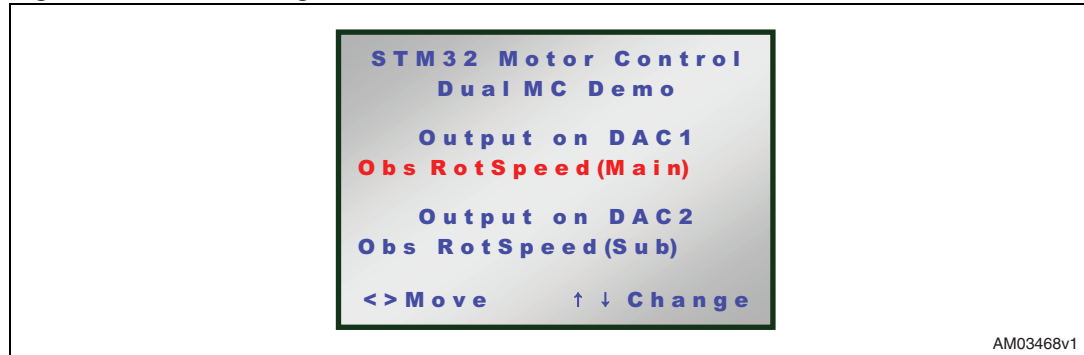 STM32 Motor Control
Dual MC Demo
Output on DAC1
Obs RotSpeed(Main)
Output on DAC2
Obs RotSpeed(Sub)
<>Move ↑↓Change
AM03468v1